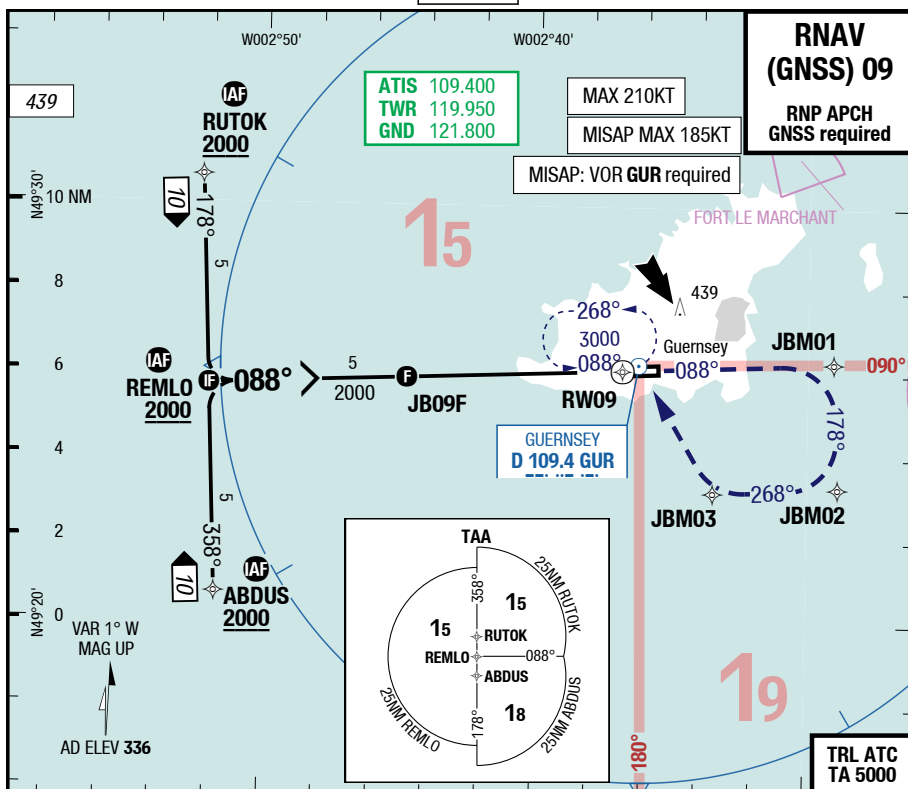 W002°50'
W002°40'
RNAV
(GNSS) 09
RNP APCH
GNSS required
439
IAF
RUTOK
2000
ATIS 109.400
TWR 119.950
GND 121.800
MAX 210KT
MISAP MAX 185KT
MISAP: VOR GUR required
N49°30'
10 NM
10
178°
5
15
FORT LE MARCHANT
8
439
268°
3000
088°
Guernsey
JBM01
6
IAF
REMLO
2000
IF
088°
5
2000
F
JB09F
RW09
088°
090°
GUERNSEY
D 109.4 GUR
178°
4
5
358°
268°
JBM03
JBM02
2
10
IAF
ABDUS
2000
N49°20'
0
VAR 1° W
MAG UP
AD ELEV 336
TAA
358°
25NM RUTOK
15
15
RUTOK
REMLO
088°
ABDUS
178°
18
25NM REMLO
25NM ABDUS
19
180°
TRL ATC
TA 5000